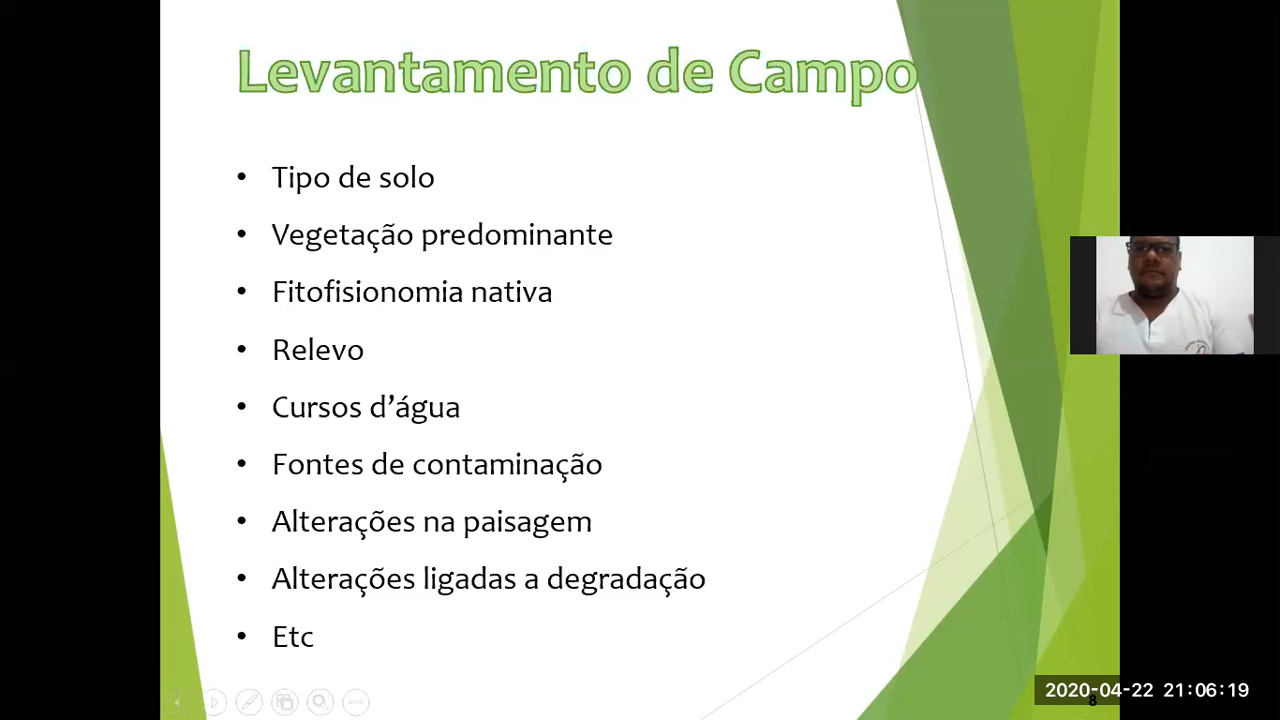 Levantamento de Campo
• Tipo de solo
• Vegetação predominante
• Fitofisionomia nativa
• Relevo
• Cursos d’água
• Fontes de contaminação
• Alterações na paisagem
• Alterações ligadas a degradação
• Etc
2020-04-22 21:06:19
8